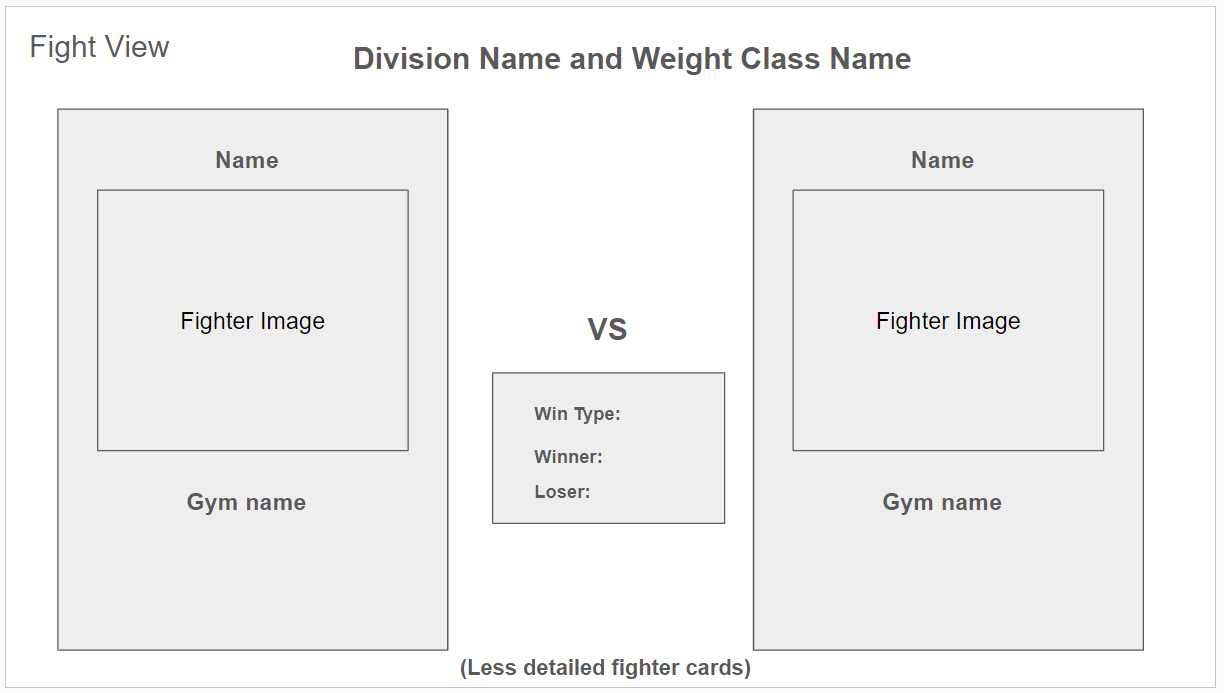 Fight View
Division Name and Weight Class Name
Name
Fighter Image
Gym name
VS
Win Type:
Winner:
Loser:
Name
Fighter Image
Gym name
(Less detailed fighter cards)